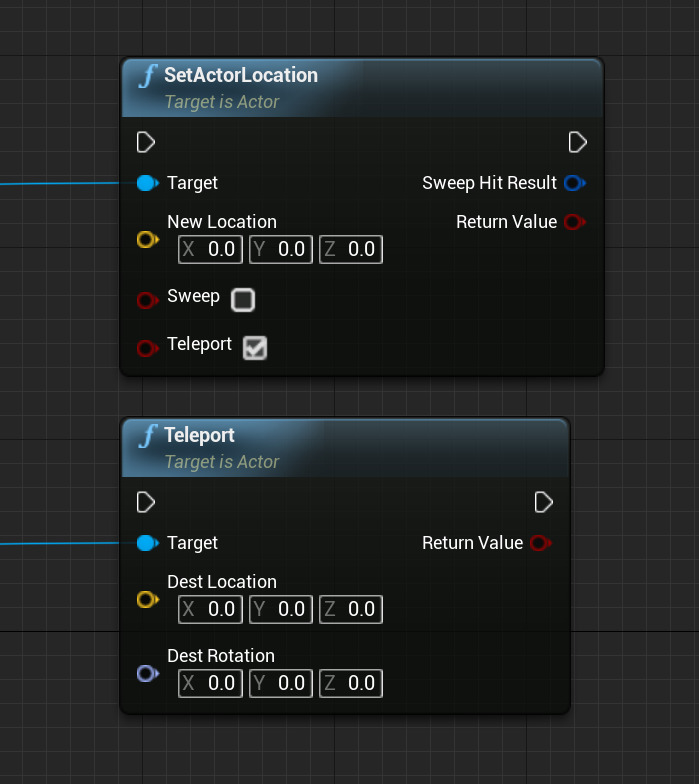 f SetActorLocation
Target is Actor
Target Sweep Hit Result
New Location Return Value
X 0.0 Y 0.0 Z 0.0
Sweep
Teleport
f Teleport
Target is Actor
Target Return Value
Dest Location
X 0.0 Y 0.0 Z 0.0
Dest Rotation
X 0.0 Y 0.0 Z 0.0